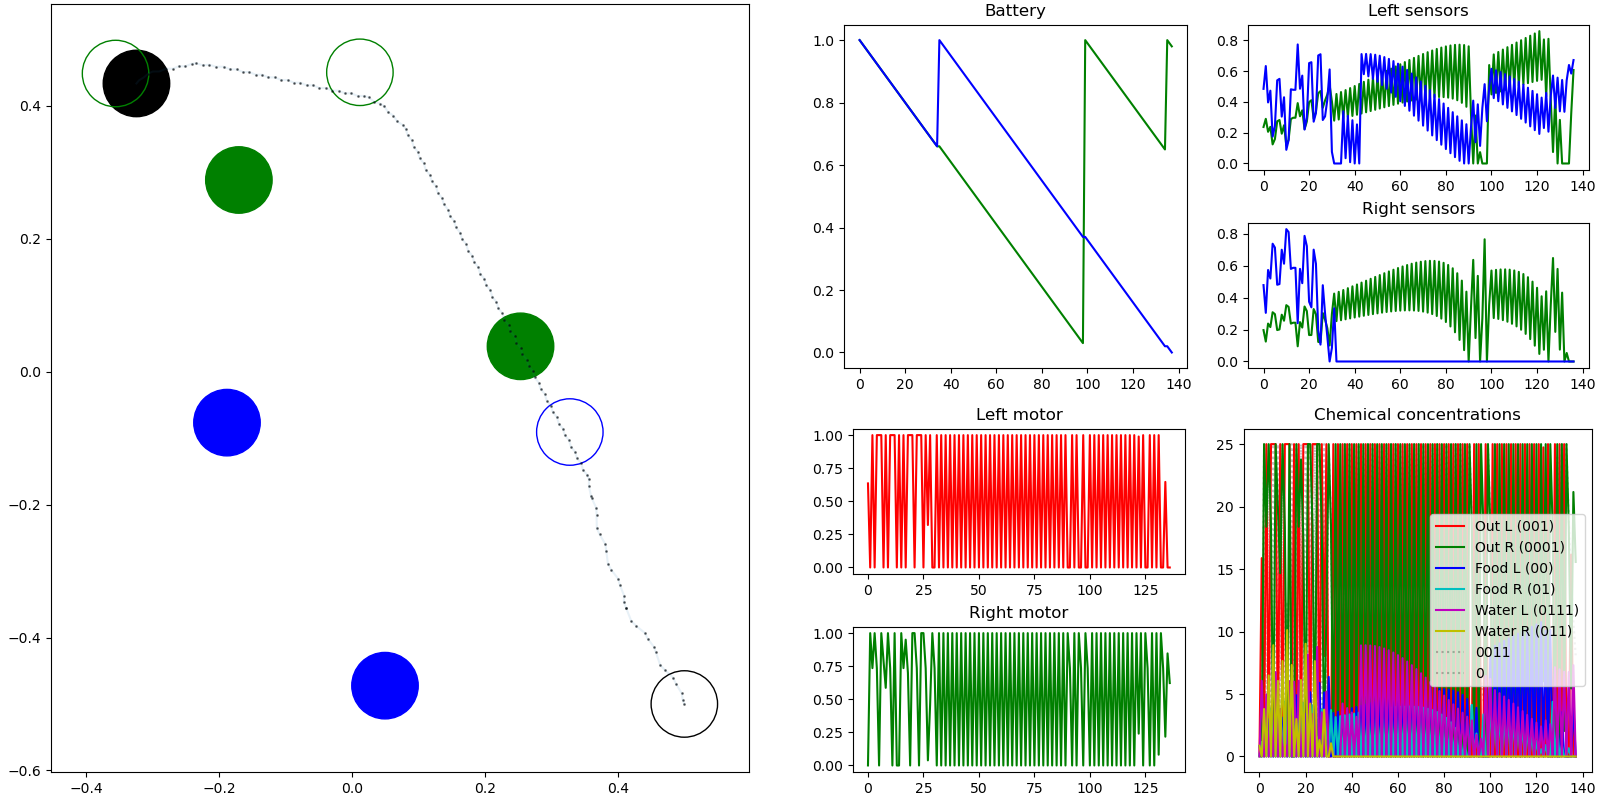 0.4
0.2
0.0
−0.2
−0.4
−0.6
−0.4 −0.2 0.0 0.2 0.4
Battery
1.0
0.8
0.6
0.4
0.2
0.0
0 20 40 60 80 100 120 140
Left sensors
0.8
0.6
0.4
0.2
0.0
0 20 40 60 80 100 120 140
Right sensors
0.8
0.6
0.4
0.2
0.0
0 20 40 60 80 100 120 140
Left motor
1.00
0.75
0.50
0.25
0.00
0 25 50 75 100 125
Right motor
1.00
0.75
0.50
0.25
0.00
0 25 50 75 100 125
Chemical concentrations
25
20
15
10
5
0
0 20 40 60 80 100 120 140
Out L (001)
Out R (0001)
Food L (00)
Food R (01)
Water L (0111)
Water R (011)
0011
0